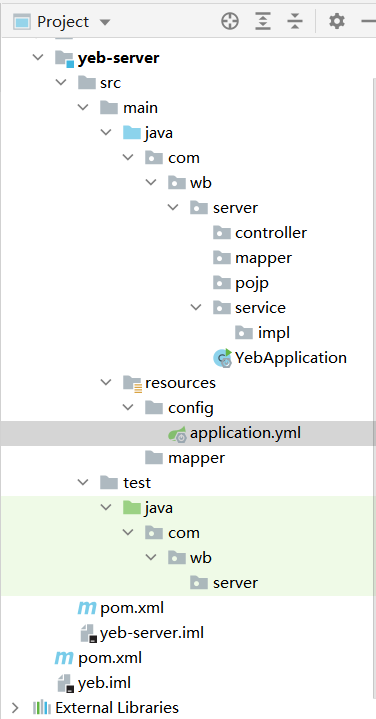 Project
yeb-server
src
main
java
com
wb
server
controller
mapper
pojp
service
impl
YebApplication
resources
config
application.yml
mapper
test
java
com
wb
server
pom.xml
yeb-server.iml
pom.xml
yeb.iml
External Libraries